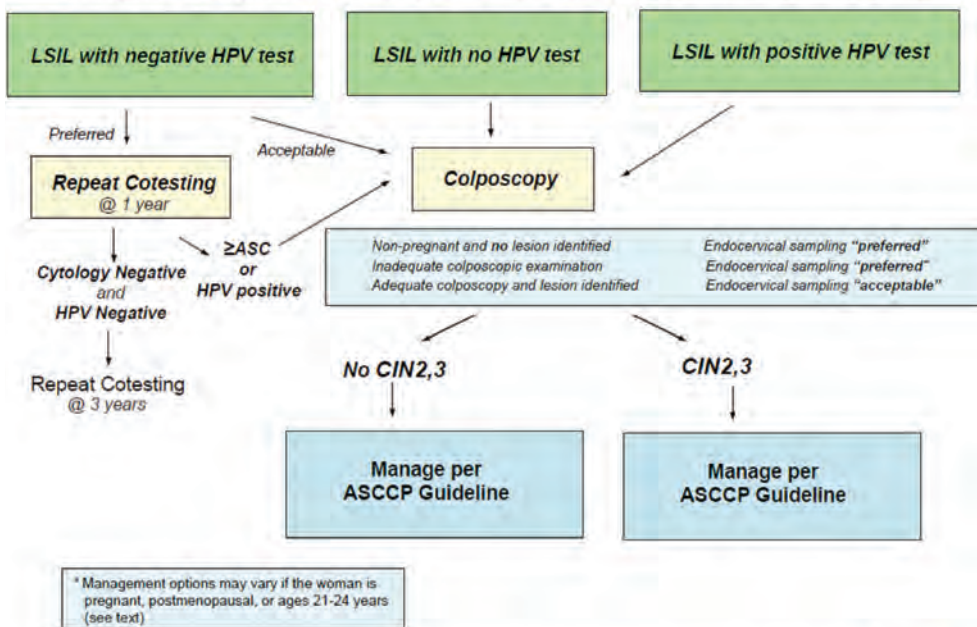 LSIL with negative HPV test
LSIL with no HPV test
LSIL with positive HPV test
Preferred
Acceptable
Repeat Cotesting
@ 1 year
Colposcopy
≥ASC
or
HPV positive
Cytology Negative
and
HPV Negative
Non-pregnant and no lesion identified Endocervical sampling “preferred”
Inadequate colposcopic examination Endocervical sampling “preferred”
Adequate colposcopy and lesion identified Endocervical sampling “acceptable”
Repeat Cotesting
@ 3 years
No CIN2,3
CIN2,3
Manage per
ASCCP Guideline
Manage per
ASCCP Guideline
* Management options may vary if the woman is
pregnant, postmenopausal, or ages 21-24 years
(see text)